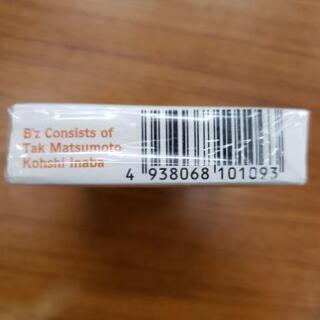 B'z Consists of
Tak Matsumoto
Kohshi Inaba
4 938068 101093